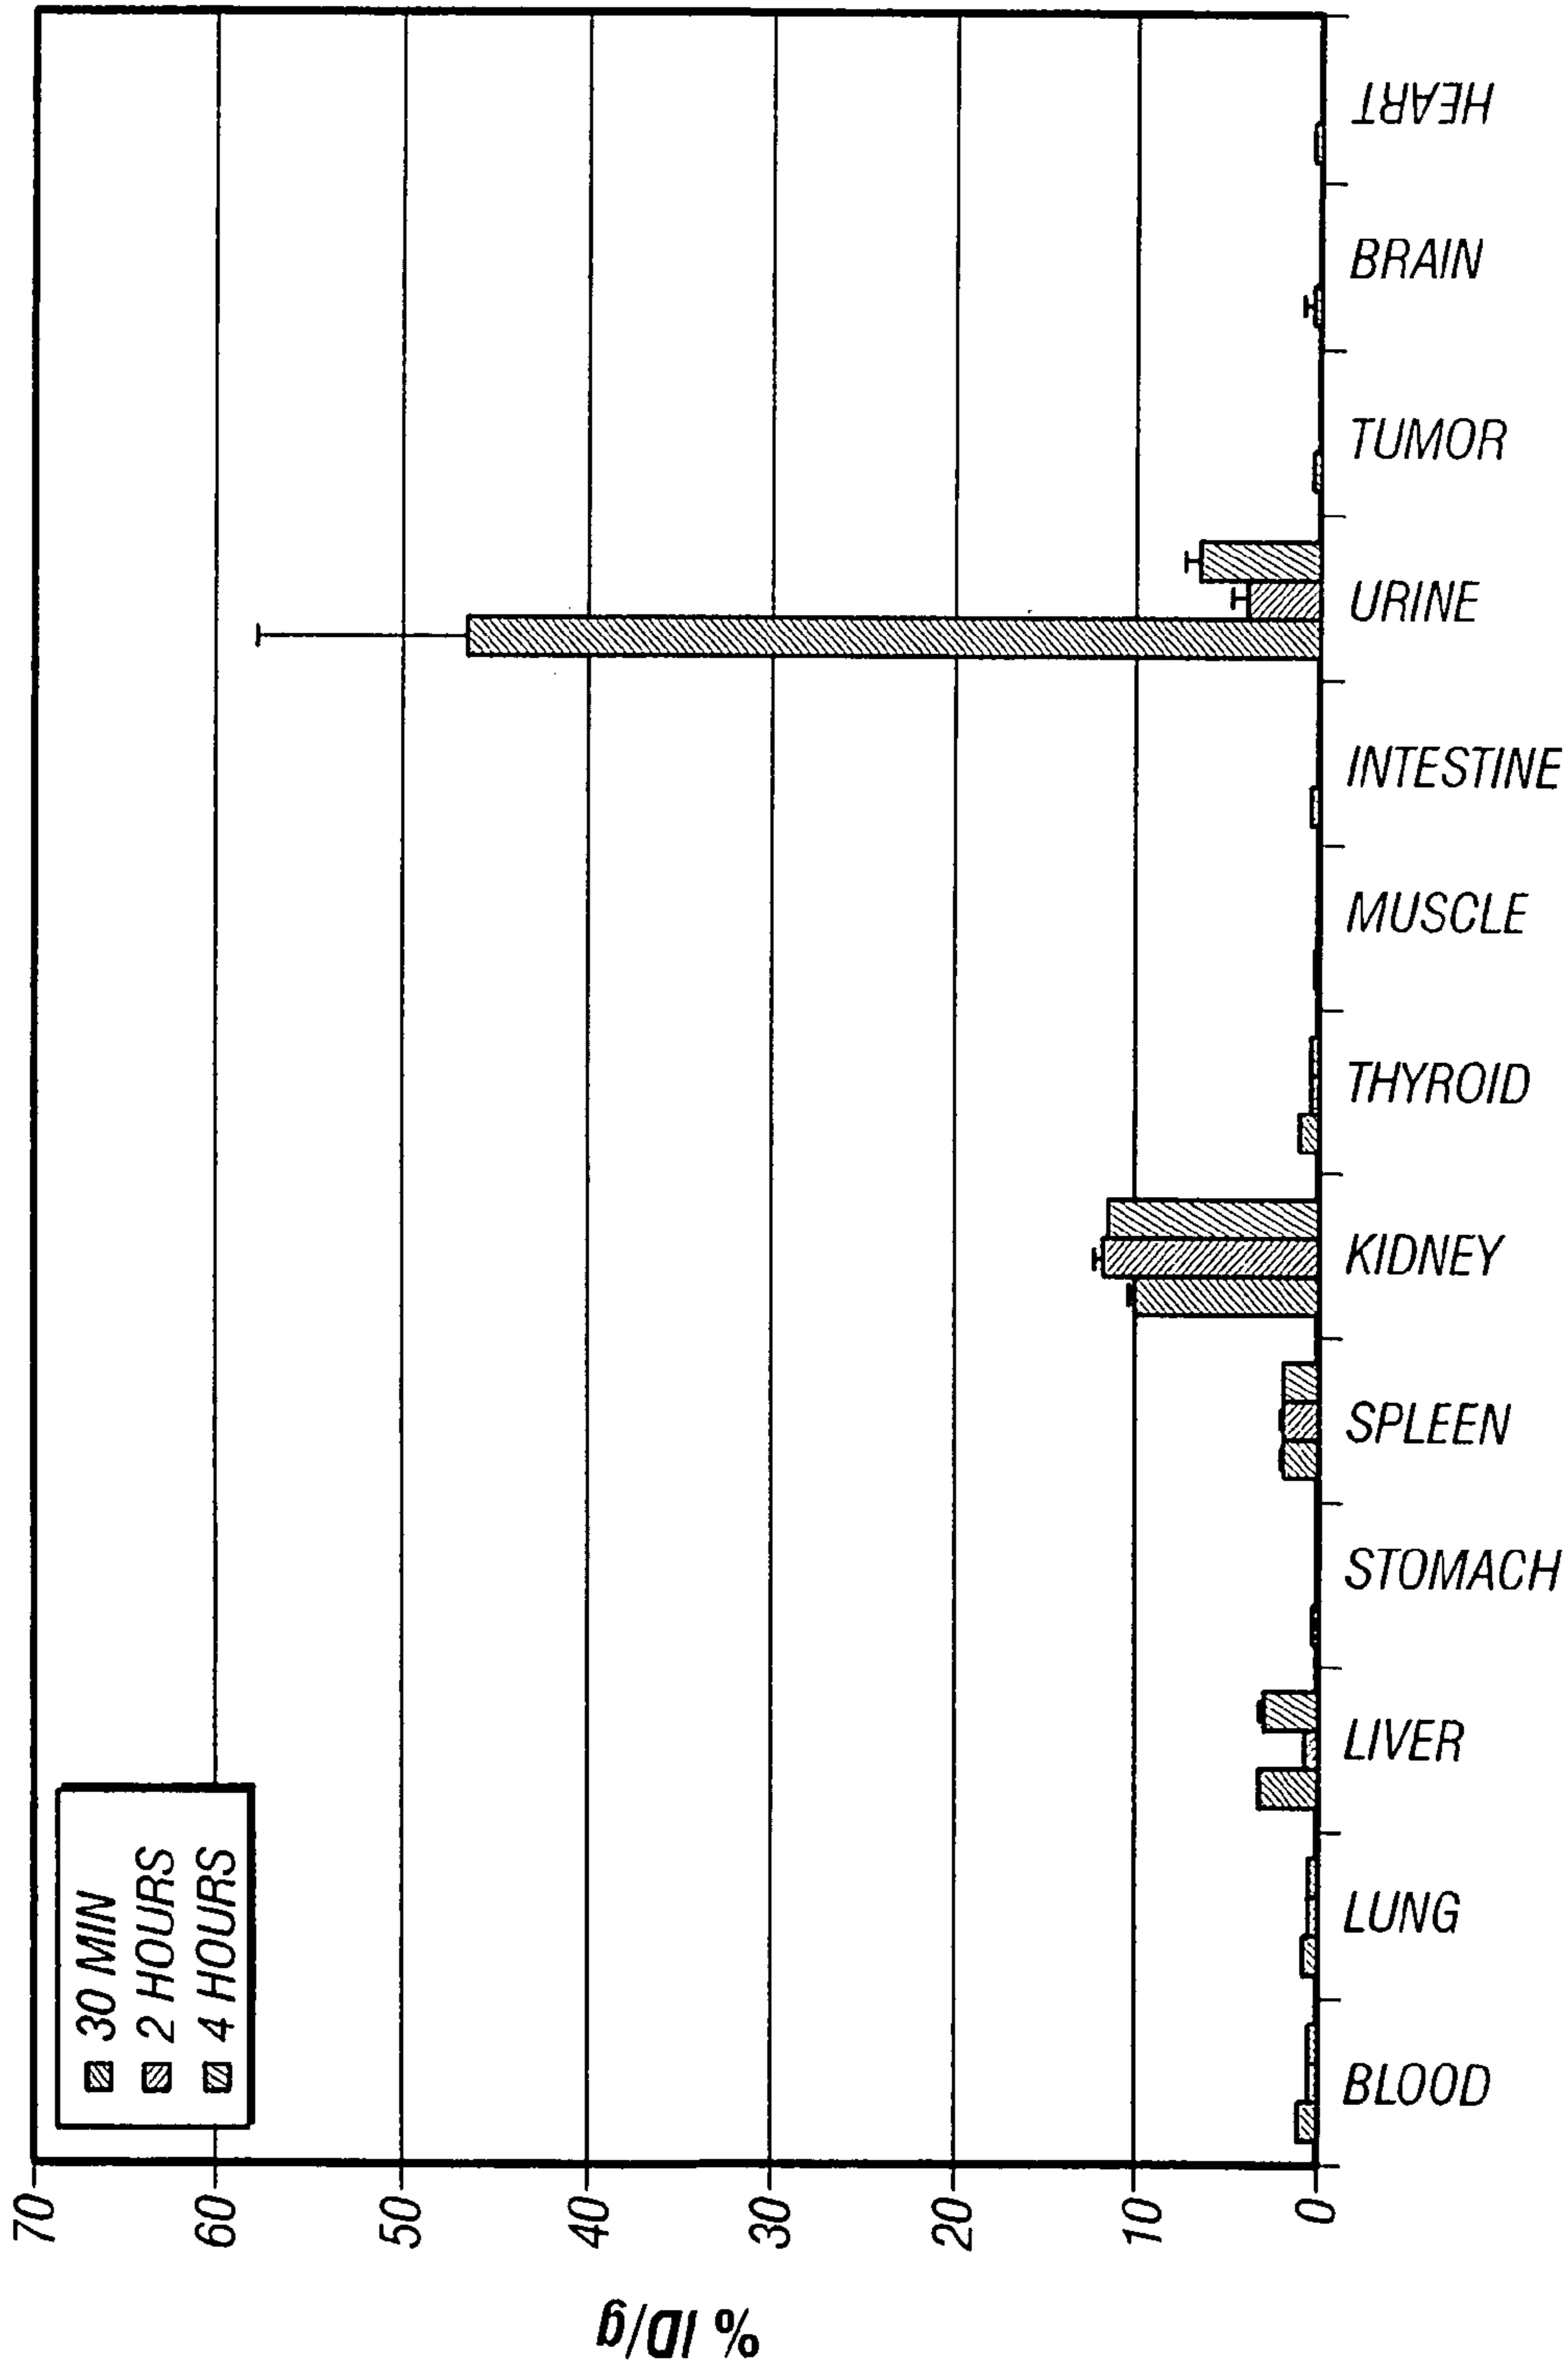 30 MIN
2 HOURS
4 HOURS
% ID/g
70
60
50
40
30
20
10
0
BLOOD
LUNG
LIVER
STOMACH
SPLEEN
KIDNEY
THYROID
MUSCLE
INTESTINE
URINE
TUMOR
BRAIN
HEART